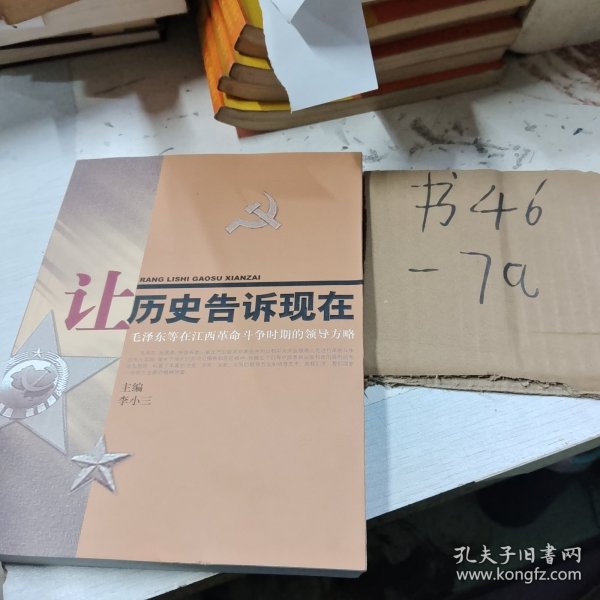 RANG LISHI GAOSU XIANZAI
让历史告诉现在
毛泽东等在江西革命斗争时期的领导方略
主编
李小三
书46
-7a
孔夫子旧书网
www.kongfz.com